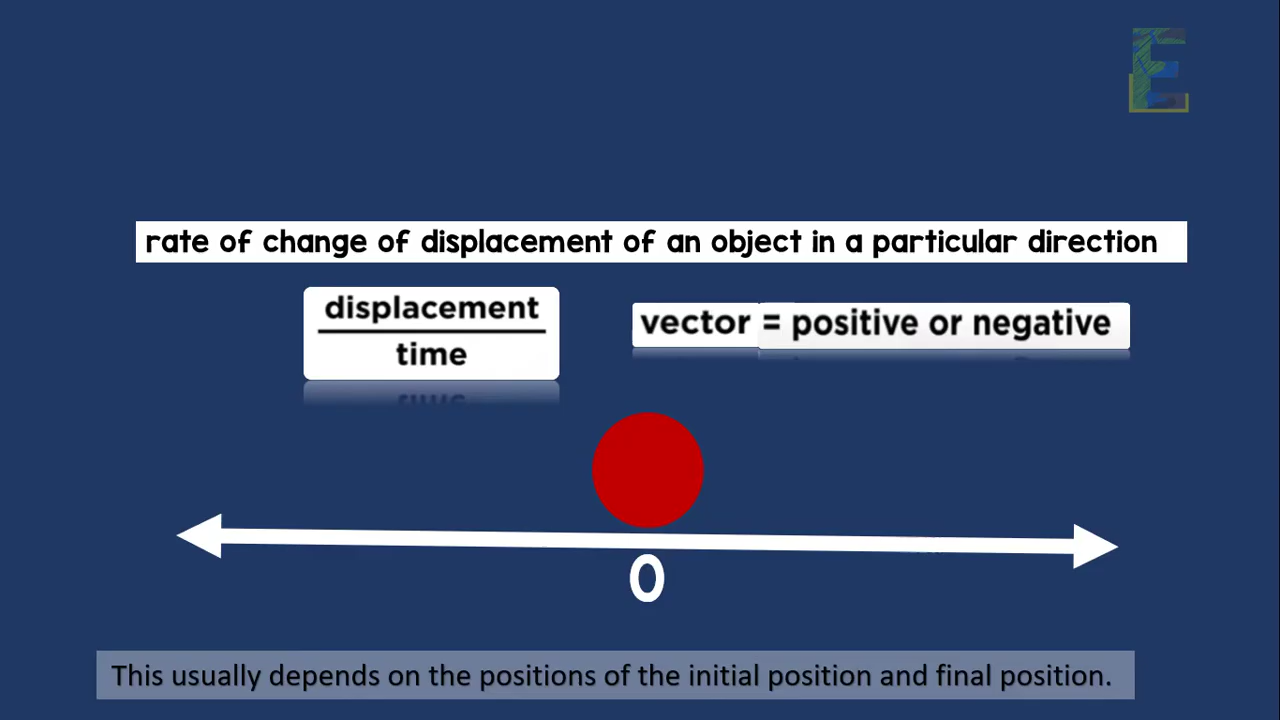 E
rate of change of displacement of an object in a particular direction
displacement
time
vector = positive or negative
0
This usually depends on the positions of the initial position and final position.